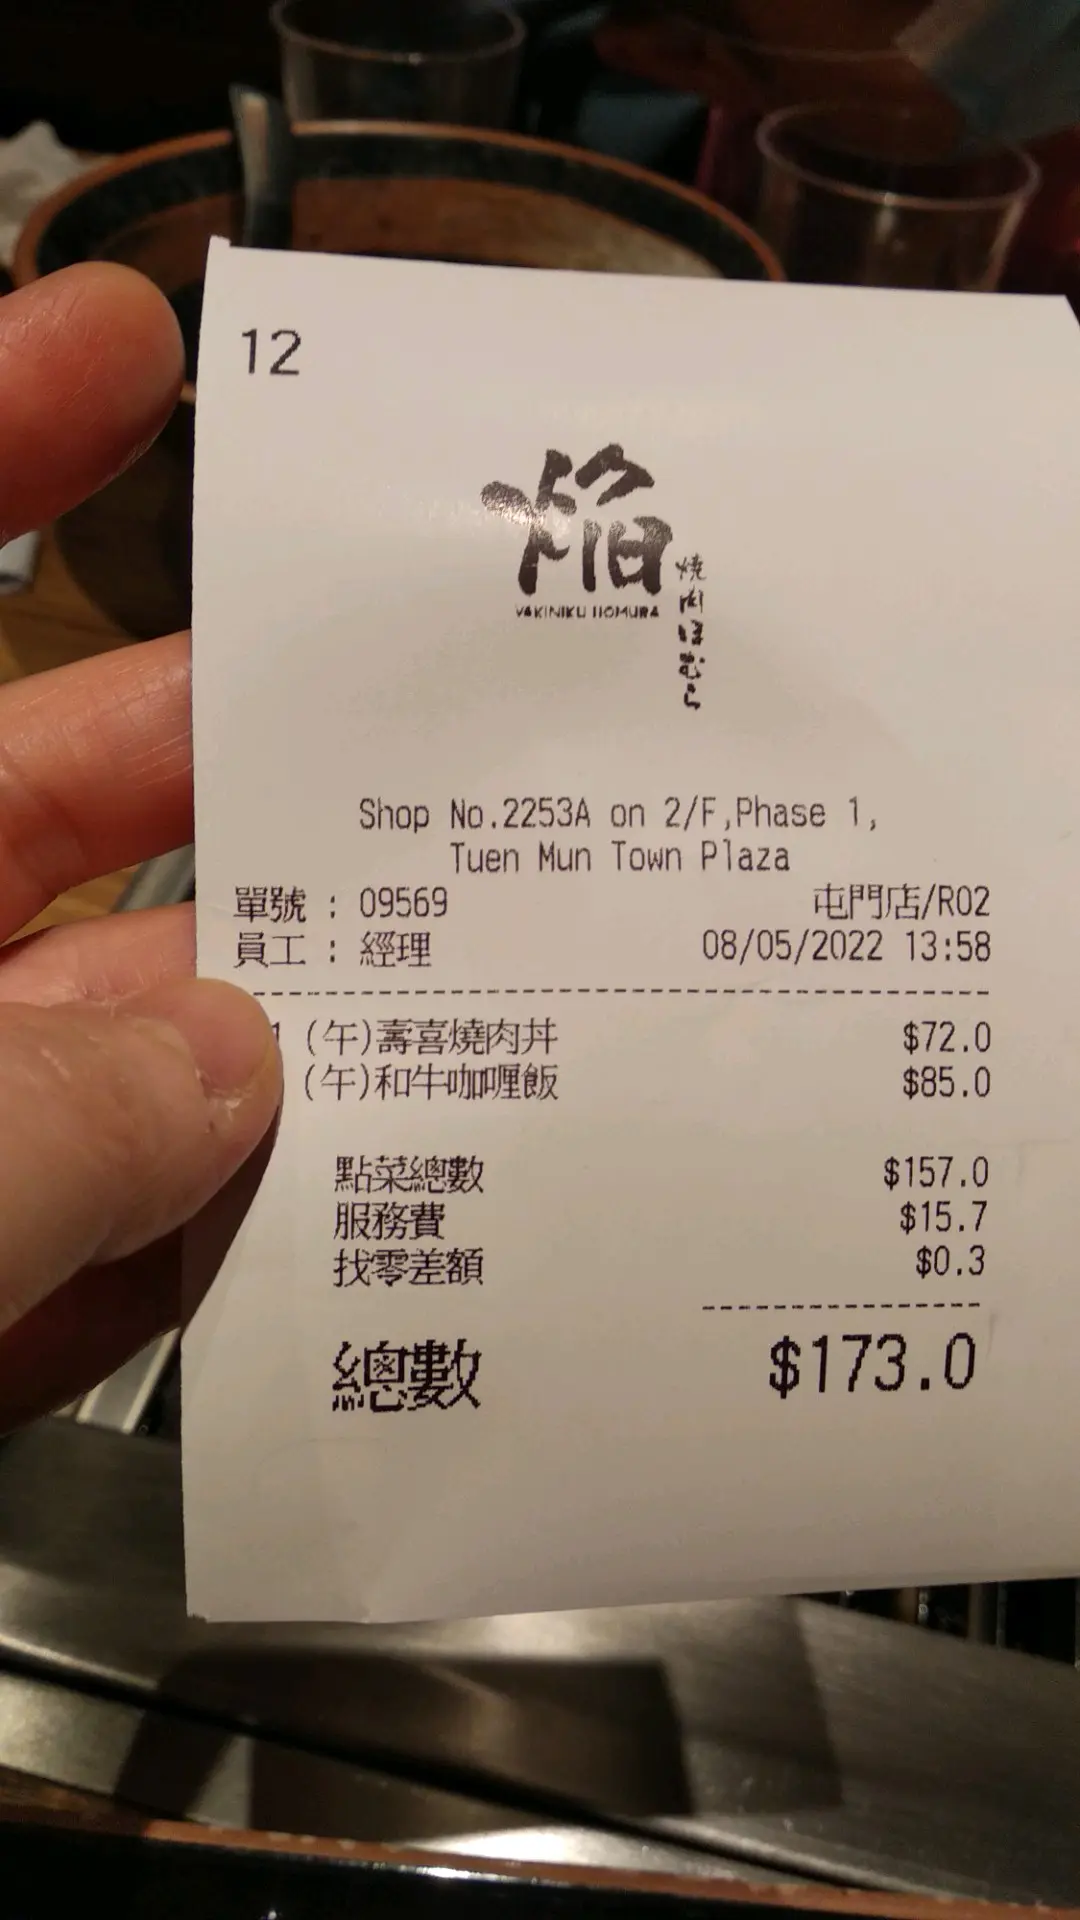 12
焔
YAKINIKU HOMURA
焼肉ほむら
Shop No.2253A on 2/F,Phase 1,
Tuen Mun Town Plaza
單號 : 09569 屯門店/R02
員工 : 經理 08/05/2022 13:58
1 (午)壽喜燒肉丼 $72.0
(午)和牛咖喱飯 $85.0
點菜總數 $157.0
服務費 $15.7
找零差額 $0.3
總數 $173.0